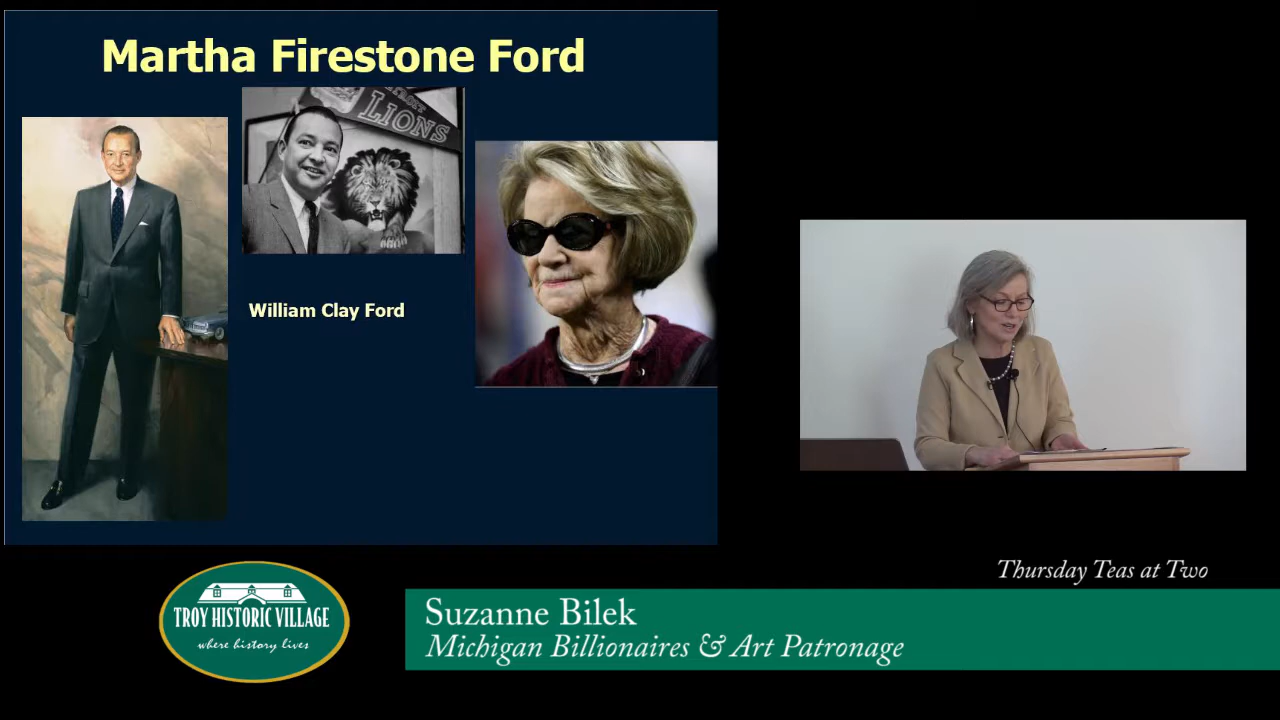 Martha Firestone Ford
DETROIT
LIONS
William Clay Ford
Thursday Teas at Two
TROY HISTORIC VILLAGE
where history lives
Suzanne Bilek
Michigan Billionaires & Art Patronage